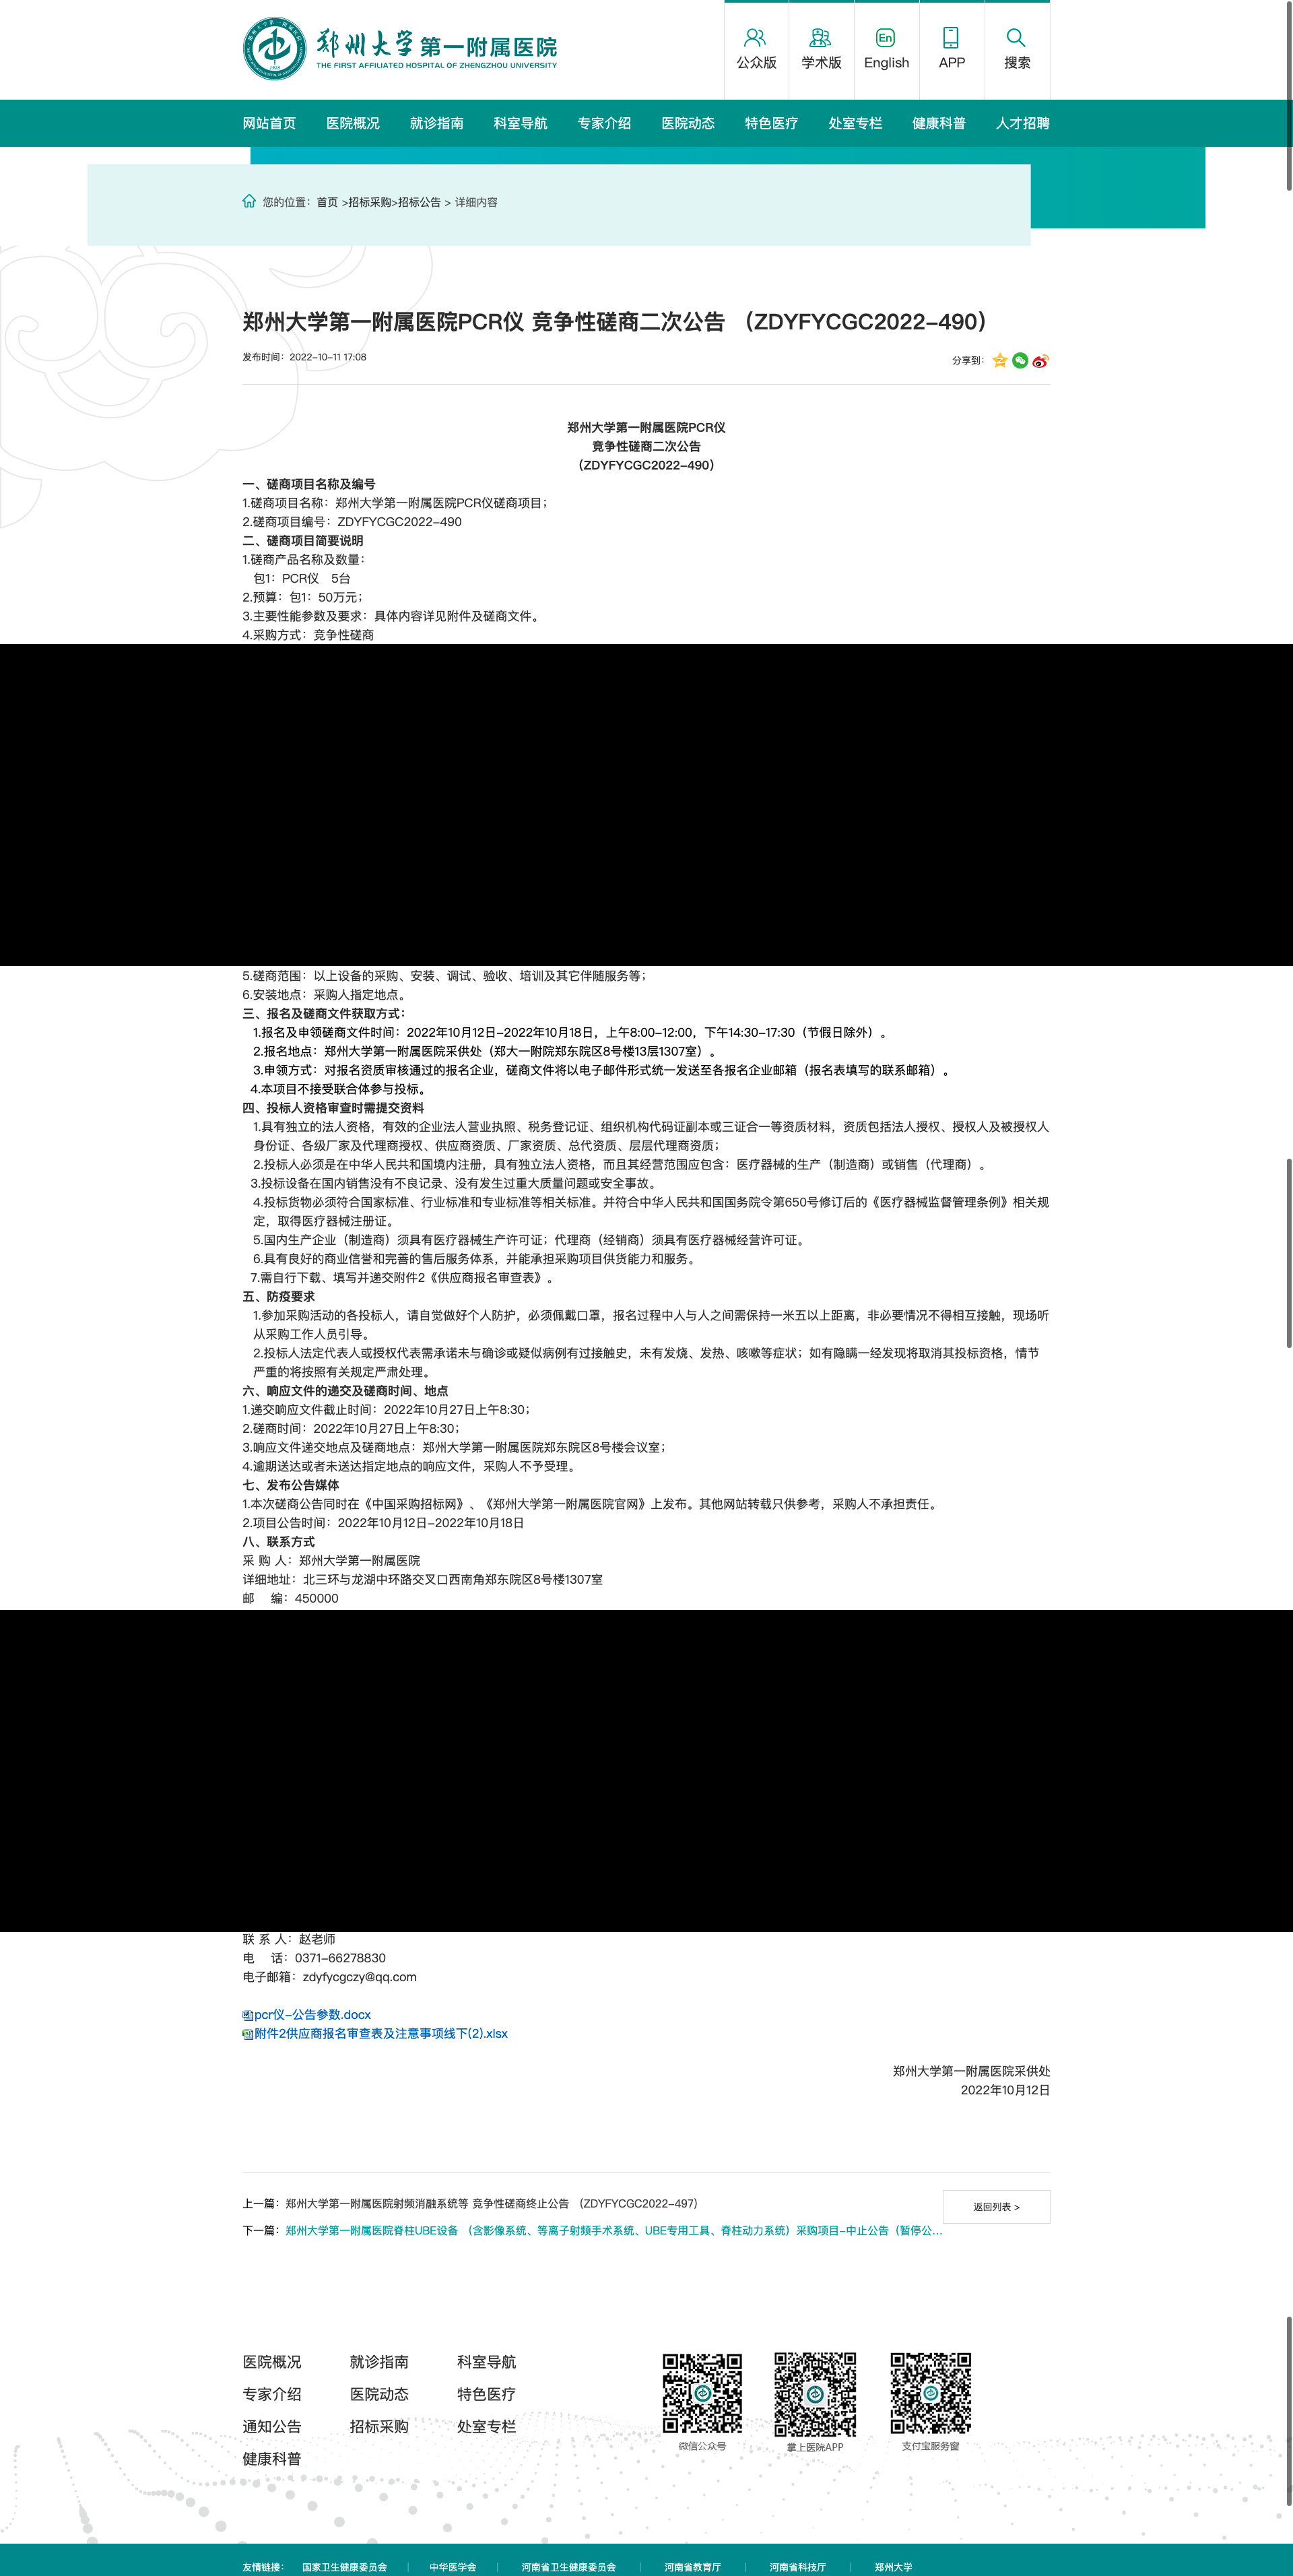 郑州大学第一附属医院
THE FIRST AFFILIATED HOSPITAL OF ZHENGZHOU UNIVERSITY
公众版 学术版 English APP 搜索
网站首页 医院概况 就诊指南 科室导航 专家介绍 医院动态 特色医疗 处室专栏 健康科普 人才招聘
您的位置：首页 >招标采购>招标公告 > 详细内容
郑州大学第一附属医院PCR仪 竞争性磋商二次公告 （ZDYFYCGC2022-490）
发布时间：2022-10-11 17:08
分享到：
郑州大学第一附属医院PCR仪
竞争性磋商二次公告
（ZDYFYCGC2022-490）
一、磋商项目名称及编号
1.磋商项目名称：郑州大学第一附属医院PCR仪磋商项目；
2.磋商项目编号：ZDYFYCGC2022-490
二、磋商项目简要说明
1.磋商产品名称及数量：
包1：PCR仪 5台
2.预算：包1：50万元；
3.主要性能参数及要求：具体内容详见附件及磋商文件。
4.采购方式：竞争性磋商
5.磋商范围：以上设备的采购、安装、调试、验收、培训及其它伴随服务等；
6.安装地点：采购人指定地点。
三、报名及磋商文件获取方式：
1.报名及申领磋商文件时间：2022年10月12日-2022年10月18日，上午8:00-12:00，下午14:30-17:30（节假日除外）。
2.报名地点：郑州大学第一附属医院采供处（郑大一附院郑东院区8号楼13层1307室）。
3.申领方式：对报名资质审核通过的报名企业，磋商文件将以电子邮件形式统一发送至各报名企业邮箱（报名表填写的联系邮箱）。
4.本项目不接受联合体参与投标。
四、投标人资格审查时需提交资料
1.具有独立的法人资格，有效的企业法人营业执照、税务登记证、组织机构代码证副本或三证合一等资质材料，资质包括法人授权、授权人及被授权人
身份证、各级厂家及代理商授权、供应商资质、厂家资质、总代资质、层层代理商资质；
2.投标人必须是在中华人民共和国境内注册，具有独立法人资格，而且其经营范围应包含：医疗器械的生产（制造商）或销售（代理商）。
3.投标设备在国内销售没有不良记录、没有发生过重大质量问题或安全事故。
4.投标货物必须符合国家标准、行业标准和专业标准等相关标准。并符合中华人民共和国国务院令第650号修订后的《医疗器械监督管理条例》相关规
定，取得医疗器械注册证。
5.国内生产企业（制造商）须具有医疗器械生产许可证；代理商（经销商）须具有医疗器械经营许可证。
6.具有良好的商业信誉和完善的售后服务体系，并能承担采购项目供货能力和服务。
7.需自行下载、填写并递交附件2《供应商报名审查表》。
五、防疫要求
1.参加采购活动的各投标人，请自觉做好个人防护，必须佩戴口罩，报名过程中人与人之间需保持一米五以上距离，非必要情况不得相互接触，现场听
从采购工作人员引导。
2.投标人法定代表人或授权代表需承诺未与确诊或疑似病例有过接触史，未有发烧、发热、咳嗽等症状；如有隐瞒一经发现将取消其投标资格，情节
严重的将按照有关规定严肃处理。
六、响应文件的递交及磋商时间、地点
1.递交响应文件截止时间：2022年10月27日上午8:30；
2.磋商时间：2022年10月27日上午8:30；
3.响应文件递交地点及磋商地点：郑州大学第一附属医院郑东院区8号楼会议室；
4.逾期送达或者未送达指定地点的响应文件，采购人不予受理。
七、发布公告媒体
1.本次磋商公告同时在《中国采购招标网》、《郑州大学第一附属医院官网》上发布。其他网站转载只供参考，采购人不承担责任。
2.项目公告时间：2022年10月12日-2022年10月18日
八、联系方式
采 购 人：郑州大学第一附属医院
详细地址：北三环与龙湖中环路交叉口西南角郑东院区8号楼1307室
邮 编：450000
联 系 人：赵老师
电 话：0371-66278830
电子邮箱：zdyfycgczy@qq.com
pcr仪-公告参数.docx
附件2供应商报名审查表及注意事项线下(2).xlsx
郑州大学第一附属医院采供处
2022年10月12日
上一篇：郑州大学第一附属医院射频消融系统等 竞争性磋商终止公告 （ZDYFYCGC2022-497）
返回列表 >
下一篇：郑州大学第一附属医院脊柱UBE设备 （含影像系统、等离子射频手术系统、UBE专用工具、脊柱动力系统）采购项目-中止公告（暂停公...
医院概况 就诊指南 科室导航
专家介绍 医院动态 特色医疗
通知公告 招标采购 处室专栏
健康科普
微信公众号 掌上医院APP 支付宝服务窗
友情链接： 国家卫生健康委员会 | 中华医学会 | 河南省卫生健康委员会 | 河南省教育厅 | 河南省科技厅 | 郑州大学